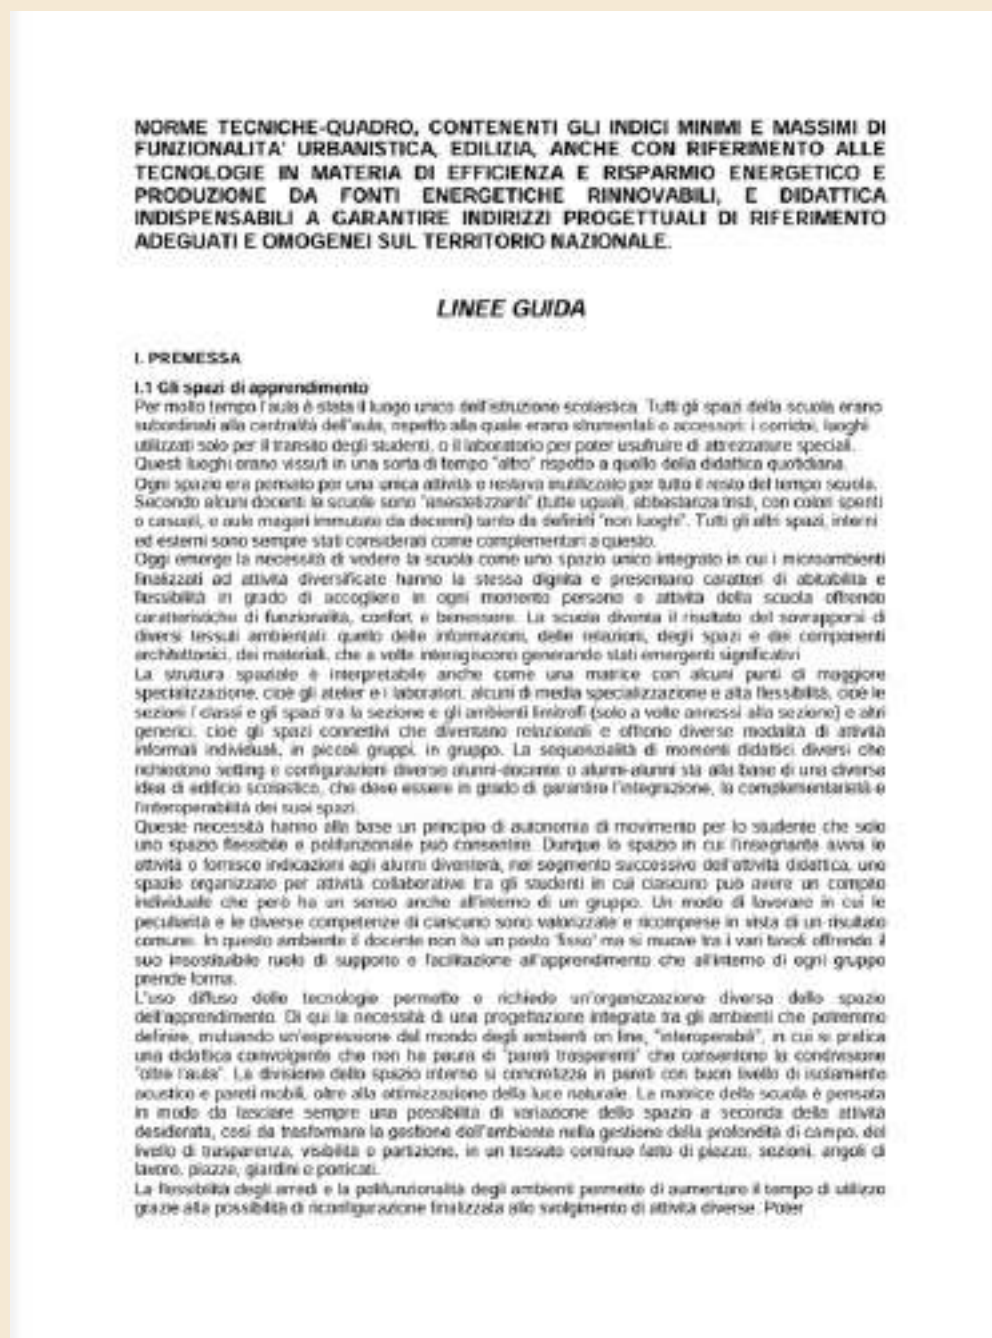 NORME TECNICHE-QUADRO, CONTENENTI GLI INDICI MINIMI E MASSIMI DI
FUNZIONALITA' URBANISTICA, EDILIZIA, ANCHE CON RIFERIMENTO ALLE
TECNOLOGIE IN MATERIA DI EFFICIENZA E RISPARMIO ENERGETICO E
PRODUZIONE DA FONTI ENERGETICHE RINNOVABILI, E DIDATTICA
INDISPENSABILI A GARANTIRE INDIRIZZI PROGETTUALI DI RIFERIMENTO
ADEGUATI E OMOGENEI SUL TERRITORIO NAZIONALE.
LINEE GUIDA
I. PREMESSA
I.1 Gli spazi di apprendimento
Per molto tempo l'aula è stata il luogo unico dell'istruzione scolastica. Tutti gli spazi della scuola erano
subordinati alla centralità dell'aula, rispetto alla quale erano strumentali o accessori: i corridoi, luoghi
utilizzati solo per il transito degli studenti, o il laboratorio per poter usufruire di attrezzature speciali.
Questi luoghi erano vissuti in una sorta di tempo "altro" rispetto a quello della didattica quotidiana.
Ogni spazio era pensato per una unica attività e restava inutilizzato per tutto il resto del tempo scuola.
Secondo alcuni docenti le scuole sono "anestetizzanti" (tutte uguali, abbastanza tristi, con colori spenti
o casuali, e aule magari immutate da decenni) tanto da definirli "non luoghi". Tutti gli altri spazi, interni
ed esterni sono sempre stati considerati come complementari a questo.
Oggi emerge la necessità di vedere la scuola come uno spazio unico integrato in cui i microambienti
finalizzati ad attività diversificate hanno la stessa dignità e presentano caratteri di abitabilità e
flessibilità in grado di accogliere in ogni momento persone e attività della scuola offrendo
caratteristiche di funzionalità, confort e benessere. La scuola diventa il risultato del sovrapporsi di
diversi tessuti ambientali: quello delle informazioni, delle relazioni, degli spazi e dei componenti
architettonici, dei materiali, che a volte interagiscono generando stati emergenti significativi
La struttura spaziale è interpretabile anche come una matrice con alcuni punti di maggiore
specializzazione, cioè gli atelier e i laboratori, alcuni di media specializzazione e alta flessibilità, cioè le
sezioni / classi e gli spazi tra la sezione e gli ambienti limitrofi (solo a volte annessi alla sezione) e altri
generici, cioè gli spazi connettivi che diventano relazionali e offrono diverse modalità di attività
informali individuali, in piccoli gruppi, in gruppo. La sequenzialità di momenti didattici diversi che
richiedono setting e configurazioni diverse alunni-docente o alunni-alunni sta alla base di una diversa
idea di edificio scolastico, che deve essere in grado di garantire l'integrazione, la complementarietà e
l'interoperabilità dei suoi spazi.
Queste necessità hanno alla base un principio di autonomia di movimento per lo studente che solo
uno spazio flessibile e polifunzionale può consentire. Dunque lo spazio in cui l'insegnante avvia le
attività o fornisce indicazioni agli alunni diventerà, nel segmento successivo dell'attività didattica, uno
spazio organizzato per attività collaborative tra gli studenti in cui ciascuno può avere un compito
individuale che però ha un senso anche all'interno di un gruppo. Un modo di lavorare in cui le
peculiarità e le diverse competenze di ciascuno sono valorizzate e ricomprese in vista di un risultato
comune. In questo ambiente il docente non ha un posto "fisso" ma si muove tra i vari tavoli offrendo il
suo insostituibile ruolo di supporto e facilitazione all'apprendimento che all'interno di ogni gruppo
prende forma.
L'uso diffuso delle tecnologie permette e richiede un'organizzazione diversa dello spazio
dell'apprendimento. Di qui la necessità di una progettazione integrata tra gli ambienti che potremmo
definire, mutuando un'espressione dal mondo degli ambienti on line, "interoperabili", in cui si pratica
una didattica coinvolgente che non ha paura di "pareti trasparenti" che consentono la condivisione
"oltre l'aula". La divisione dello spazio interno si concretizza in pareti con buon livello di isolamento
acustico e pareti mobili, oltre alla ottimizzazione della luce naturale. La matrice della scuola è pensata
in modo da lasciare sempre una possibilità di variazione dello spazio a seconda della attività
desiderata, così da trasformare la gestione dell'ambiente nella gestione della profondità di campo, del
livello di trasparenza, visibilità o partizione, in un tessuto continuo fatto di piazze, sezioni, angoli di
lavoro, piazze, giardini e porticati.
La flessibilità degli arredi e la polifunzionalità degli ambienti permette di aumentare il tempo di utilizzo
grazie alla possibilità di riconfigurazione finalizzata allo svolgimento di attività diverse. Poter